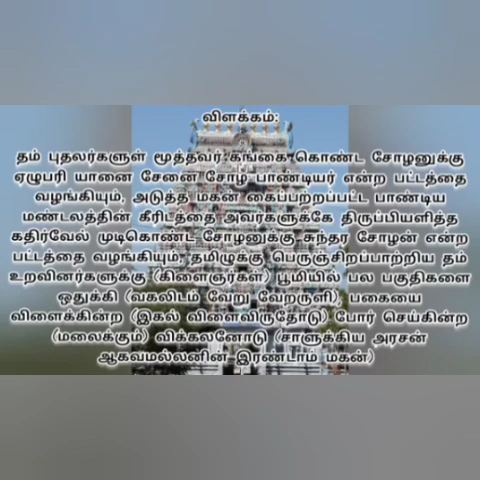 விளக்கம்:
தம் புதலர்களுள் மூத்தவர் கங்கை கொண்ட சோழனுக்கு
ஏழுபரி யானை சேனை சோழ பாண்டியர் என்ற பட்டத்தை
வழங்கியும், அடுத்த மகன் கைப்பற்றப்பட்ட பாண்டிய
மண்டலத்தின் கீரிடத்தை அவர்களுக்கே திருப்பியளித்த
கதிர்வேல் முடிகொண்ட சோழனுக்கு சுந்தர சோழன் என்ற
பட்டத்தை வழங்கியும், தமிழுக்கு பெருஞ்சிறப்பாற்றிய தம்
உறவினர்களுக்கு (கிளைஞர்கள்) பூமியில் பல பகுதிகளை
ஒதுக்கி (வகலிடம் வேறு வேறருளி) பகையை
விளைக்கின்ற (இகல் விளைவிருதோடு) போர் செய்கின்ற
(மலைக்கும்) விக்கலனோடு (சாளுக்கிய அரசன்
ஆகவமல்லனின் இரண்டாம் மகன்)